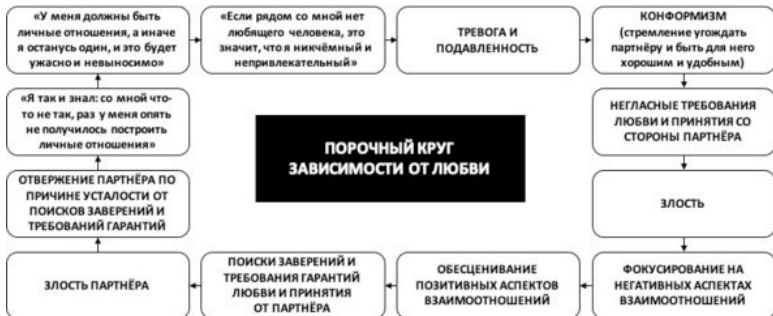 «У меня должны быть
личные отношения, а иначе
я останусь один, и это будет
ужасно и невыносимо»
«Если рядом со мной нет
любящего человека, это
значит, что я никчёмный и
непривлекательный»
ТРЕВОГА И
ПОДАВЛЕННОСТЬ
КОНФОРМИЗМ
(стремление угождать
партнёру и быть для него
хорошим и удобным)
НЕГЛАСНЫЕ ТРЕБОВАНИЯ
ЛЮБВИ И ПРИНЯТИЯ СО
СТОРОНЫ ПАРТНЁРА
ЗЛОСТЬ
ФОКУСИРОВАНИЕ НА
НЕГАТИВНЫХ АСПЕКТАХ
ВЗАИМООТНОШЕНИЙ
ОБЕСЦЕНИВАНИЕ
ПОЗИТИВНЫХ АСПЕКТОВ
ВЗАИМООТНОШЕНИЙ
ПОИСКИ ЗАВЕРЕНИЙ И
ТРЕБОВАНИЯ ГАРАНТИЙ
ЛЮБВИ И ПРИНЯТИЯ
ОТ ПАРТНЁРА
ЗЛОСТЬ ПАРТНЁРА
ОТВЕРЖЕНИЕ ПАРТНЁРА ПО
ПРИЧИНЕ УСТАЛОСТИ ОТ
ПОИСКОВ ЗАВЕРЕНИЙ И
ТРЕБОВАНИЙ ГАРАНТИЙ
«Я так и знал: со мной что-
то не так, раз у меня опять
не получилось построить
личные отношения»
ПОРОЧНЫЙ КРУГ
ЗАВИСИМОСТИ ОТ ЛЮБВИ